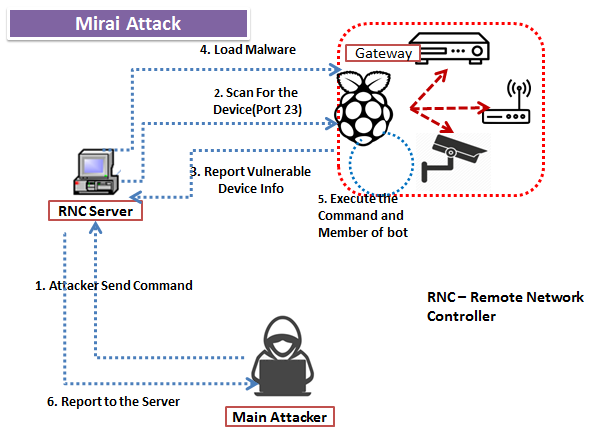 Mirai Attack
4. Load Malware
Gateway
2. Scan For the
Device(Port 23)
3. Report Vulnerable
Device Info
RNC Server
5. Execute the
Command and
Member of bot
1. Attacker Send Command
RNC – Remote Network
Controller
6. Report to the Server
Main Attacker